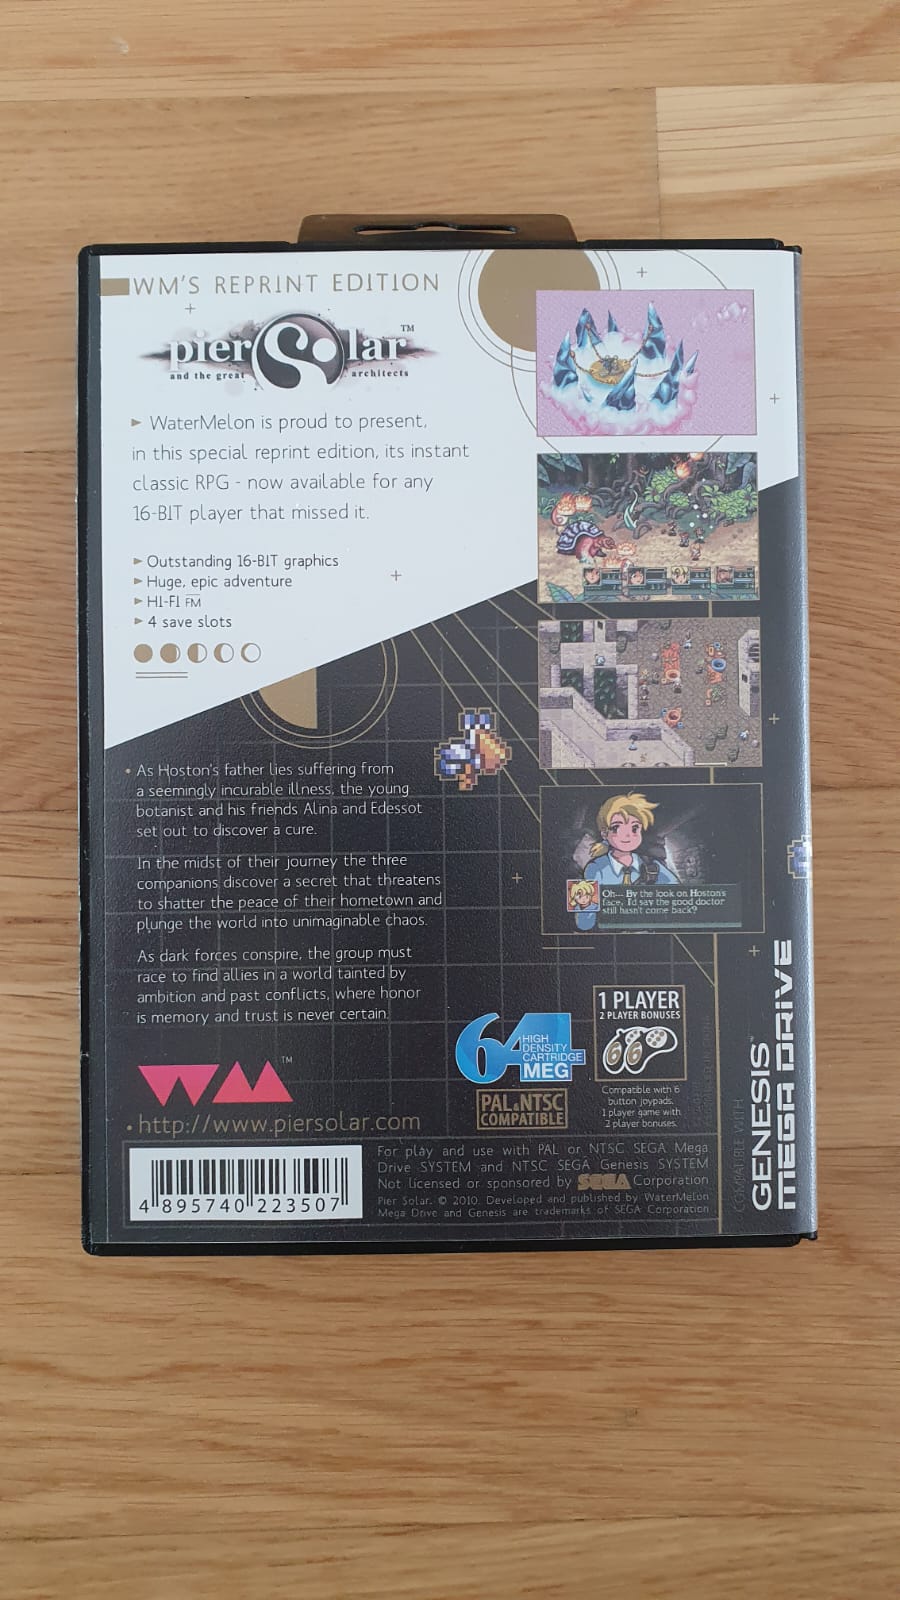 WM'S REPRINT EDITION
pier Solar™
and the great architects
WaterMelon is proud to present,
in this special reprint edition, its instant
classic RPG - now available for any
16-BIT player that missed it.
Outstanding 16-BIT graphics
Huge, epic adventure
HI-FI FM
4 save slots
• As Hoston's father lies suffering from
a seemingly incurable illness, the young
botanist and his friends Alina and Edessot
set out to discover a cure.
In the midst of their journey the three
companions discover a secret that threatens
to shatter the peace of their hometown and
plunge the world into unimaginable chaos.
As dark forces conspire, the group must
race to find allies in a world tainted by
ambition and past conflicts, where honor
is memory and trust is never certain.
Oh... By the look on Hoston's
face, I'd say the good doctor
still hasn't come back?
WM™
• http://www.piersolar.com
64
HIGH
DENSITY
CARTRIDGE
MEG
PAL&NTSC
COMPATIBLE
1 PLAYER
2 PLAYER BONUSES
66
Compatible with 6
button joypads.
1 player game with
2 player bonuses.
4 895740 223507
For play and use with PAL or NTSC SEGA Mega
Drive SYSTEM and NTSC SEGA Genesis SYSTEM
Not licensed or sponsored by SEGA Corporation
Pier Solar. © 2010. Developed and published by WaterMelon
Mega Drive and Genesis are trademarks of SEGA Corporation
COMPATIBLE WITH
GENESIS™
MEGA DRIVE